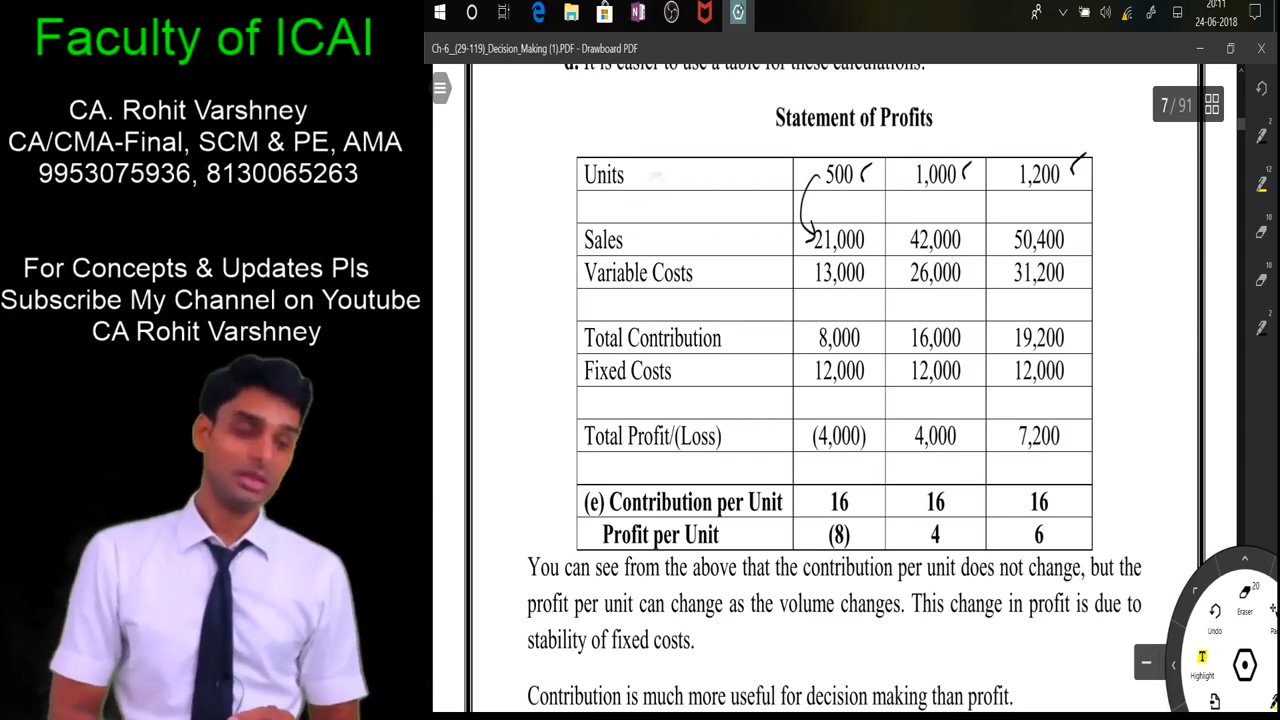 Faculty of ICAI
CA. Rohit Varshney
CA/CMA-Final, SCM & PE, AMA
9953075936, 8130065263
For Concepts & Updates Pls
Subscribe My Channel on Youtube
CA Rohit Varshney
20:11
24-06-2018
Ch-6_(29-119)_Decision_Making (1).PDF - Drawboard PDF
d. It is easier to use a table for these calculations.
7 / 91
Statement of Profits
Units 500 1,000 1,200
Sales 21,000 42,000 50,400
Variable Costs 13,000 26,000 31,200
Total Contribution 8,000 16,000 19,200
Fixed Costs 12,000 12,000 12,000
Total Profit/(Loss) (4,000) 4,000 7,200
(e) Contribution per Unit 16 16 16
Profit per Unit (8) 4 6
You can see from the above that the contribution per unit does not change, but the
profit per unit can change as the volume changes. This change in profit is due to
stability of fixed costs.
Contribution is much more useful for decision making than profit.
20
Eraser
Undo
T
Highlight